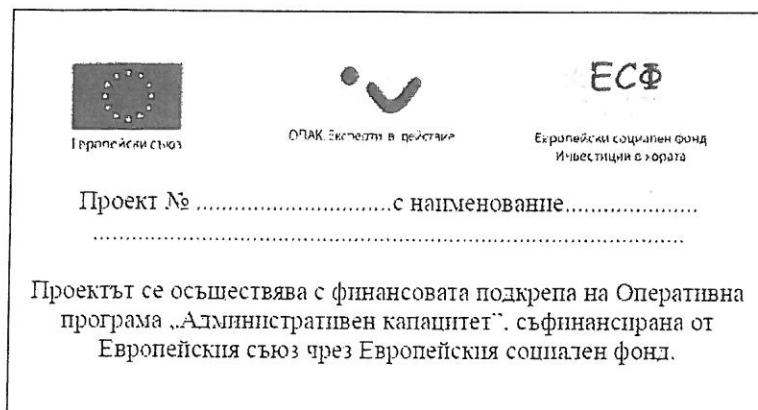 ЕСФ
Европейски съюз
ОПАК. Експерти в действие
Европейски социален фонд
Инвестиции в хората
Проект № ...............................с наименование.....................
...............................................................................................
Проектът се осъществява с финансовата подкрепа на Оперативна
програма „Административен капацитет”, съфинансирана от
Европейския съюз чрез Европейския социален фонд.